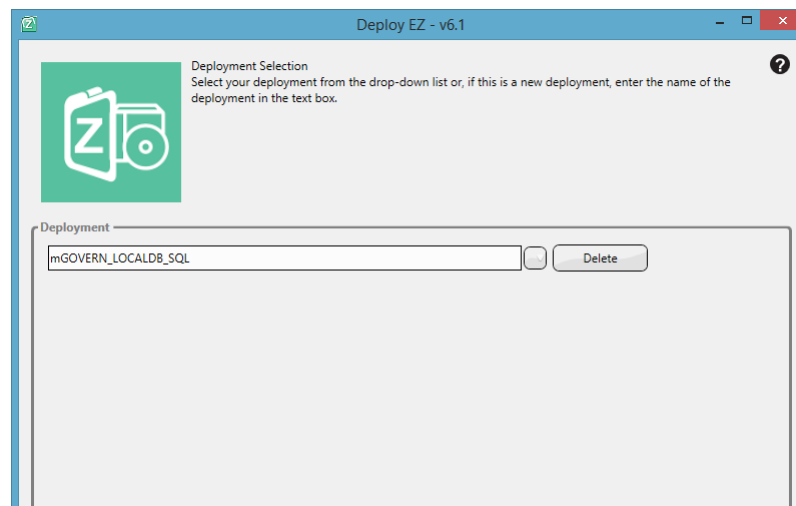 Deploy EZ - v6.1
Deployment Selection
Select your deployment from the drop-down list or, if this is a new deployment, enter the name of the
deployment in the text box.
?
Z
Deployment
mGOVERN_LOCALDB_SQL
Delete